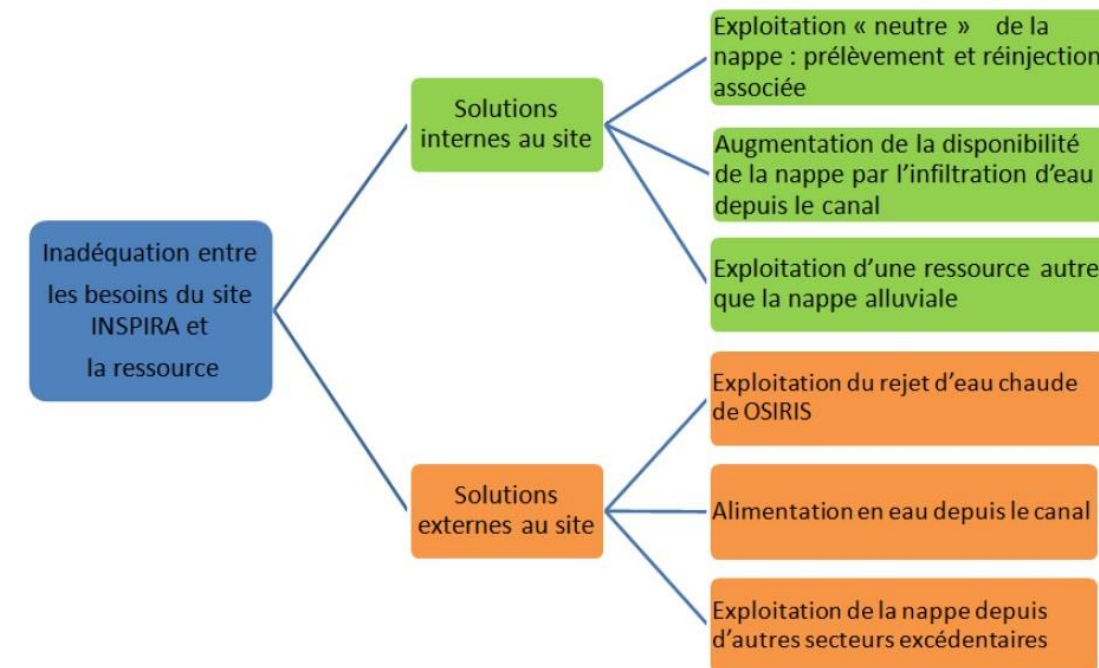 Inadéquation entre
les besoins du site
INSPIRA et
la ressource
Solutions
internes au site
Exploitation « neutre » de la
nappe : prélèvement et réinjection
associée
Augmentation de la disponibilité
de la nappe par l’infiltration d’eau
depuis le canal
Exploitation d’une ressource autre
que la nappe alluviale
Solutions
externes au site
Exploitation du rejet d’eau chaude
de OSIRIS
Alimentation en eau depuis le canal
Exploitation de la nappe depuis
d’autres secteurs excédentaires